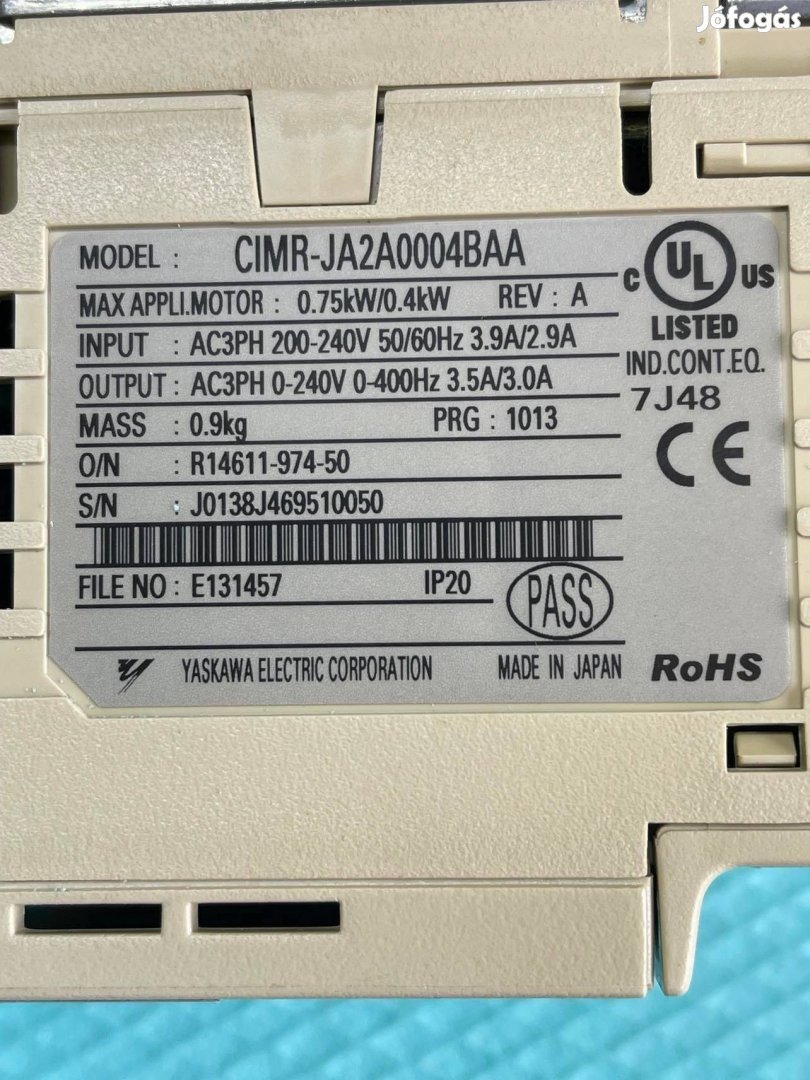 Jófogás
MODEL : CIMR-JA2A0004BAA
MAX APPLI.MOTOR : 0.75kW/0.4kW REV : A
INPUT : AC3PH 200-240V 50/60Hz 3.9A/2.9A
OUTPUT : AC3PH 0-240V 0-400Hz 3.5A/3.0A
MASS : 0.9kg PRG : 1013
O/N : R14611-974-50
S/N : J0138J469510050
FILE NO : E131457 IP20
PASS
YASKAWA ELECTRIC CORPORATION MADE IN JAPAN
C UL US
LISTED
IND.CONT.EQ.
7J48
CE
RoHS